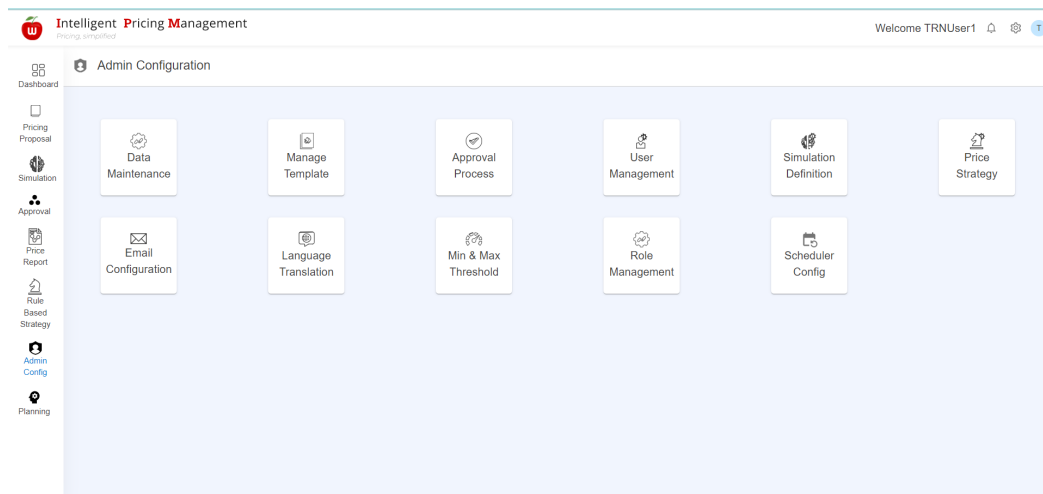 Intelligent Pricing Management
Pricing, simplified
Welcome TRNUser1
T
w
Admin Configuration
Dashboard
Pricing
Proposal
Simulation
Approval
Price
Report
Rule
Based
Strategy
Admin
Config
Planning
Data
Maintenance
Manage
Template
Approval
Process
User
Management
Simulation
Definition
Price
Strategy
Email
Configuration
Language
Translation
Min & Max
Threshold
Role
Management
Scheduler
Config